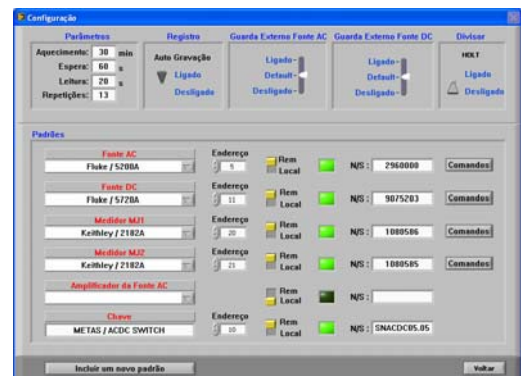 Configuração
Parâmetros
Aquecimento: 30 min
Espera: 60 s
Leitura: 20 s
Repetições: 13
Registro
Auto Gravação
Ligado
Desligado
Guarda Externo Fonte AC
Ligado
Default
Desligado
Guarda Externo Fonte DC
Ligado
Default
Desligado
Divisor
HOLT
Ligado
Desligado
Padrões
Fonte AC Endereço
Fluke / 5200A 5 Rem Local N/S : 2960000 Comandos
Fonte DC Endereço
Fluke / 5720A 11 Rem Local N/S : 9075203 Comandos
Medidor MJ1 Endereço
Keithley / 2182A 20 Rem Local N/S : 1080586 Comandos
Medidor MJ2 Endereço
Keithley / 2182A 21 Rem Local N/S : 1080585 Comandos
Amplificador da Fonte AC
Rem Local N/S :
Chave Endereço
METAS / ACDC SWITCH 10 Rem Local N/S : SNACDC05.05
Incluir um novo padrão Voltar